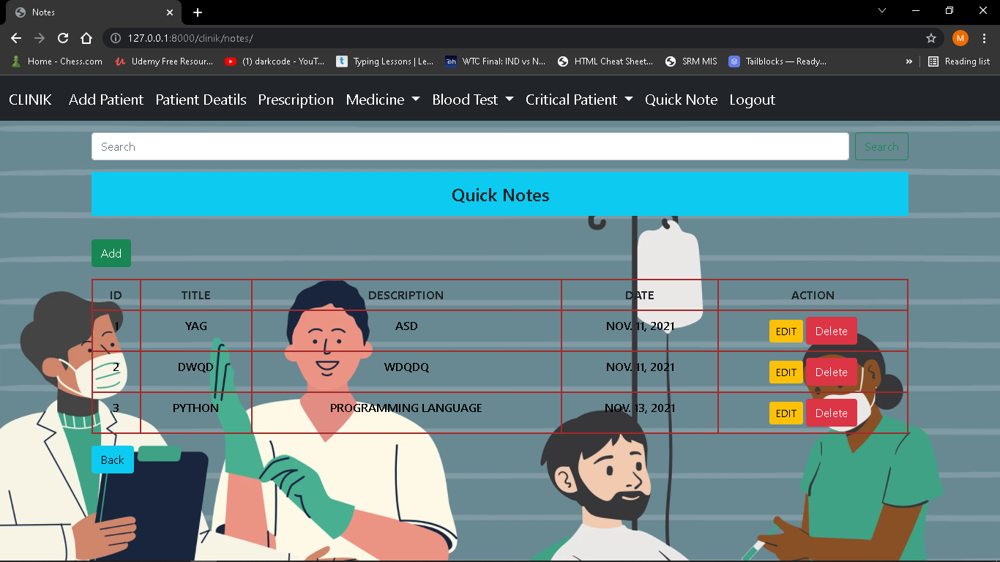 Notes
127.0.0.1:8000/clinik/notes/
M
Home - Chess.com Udemy Free Resour... (1) darkcode - YouT... Typing Lessons | Le... WTC Final: IND vs N... HTML Cheat Sheet... SRM MIS Tailblocks — Ready... » Reading list
CLINIK Add Patient Patient Deatils Prescription Medicine Blood Test Critical Patient Quick Note Logout
Search Search
Quick Notes
Add
ID TITLE DESCRIPTION DATE ACTION
1 YAG ASD NOV. 11, 2021 EDIT Delete
2 DWQD WDQDQ NOV. 11, 2021 EDIT Delete
3 PYTHON PROGRAMMING LANGUAGE NOV. 13, 2021 EDIT Delete
Back